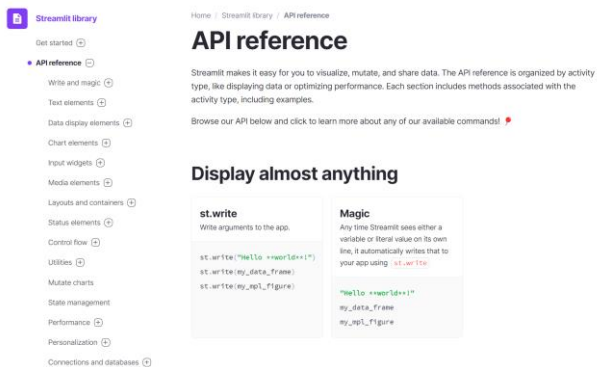 Streamlit library
Get started
API reference
Write and magic
Text elements
Data display elements
Chart elements
Input widgets
Media elements
Layouts and containers
Status elements
Control flow
Utilities
Mutate charts
State management
Performance
Personalization
Connections and databases
Home / Streamlit library / API reference
API reference
Streamlit makes it easy for you to visualize, mutate, and share data. The API reference is organized by activity
type, like displaying data or optimizing performance. Each section includes methods associated with the
activity type, including examples.
Browse our API below and click to learn more about any of our available commands! 🎈
Display almost anything
st.write
Write arguments to the app.
st.write("Hello **world**!")
st.write(my_data_frame)
st.write(my_mpl_figure)
Magic
Any time Streamlit sees either a
variable or literal value on its own
line, it automatically writes that to
your app using st.write
"Hello **world**!"
my_data_frame
my_mpl_figure